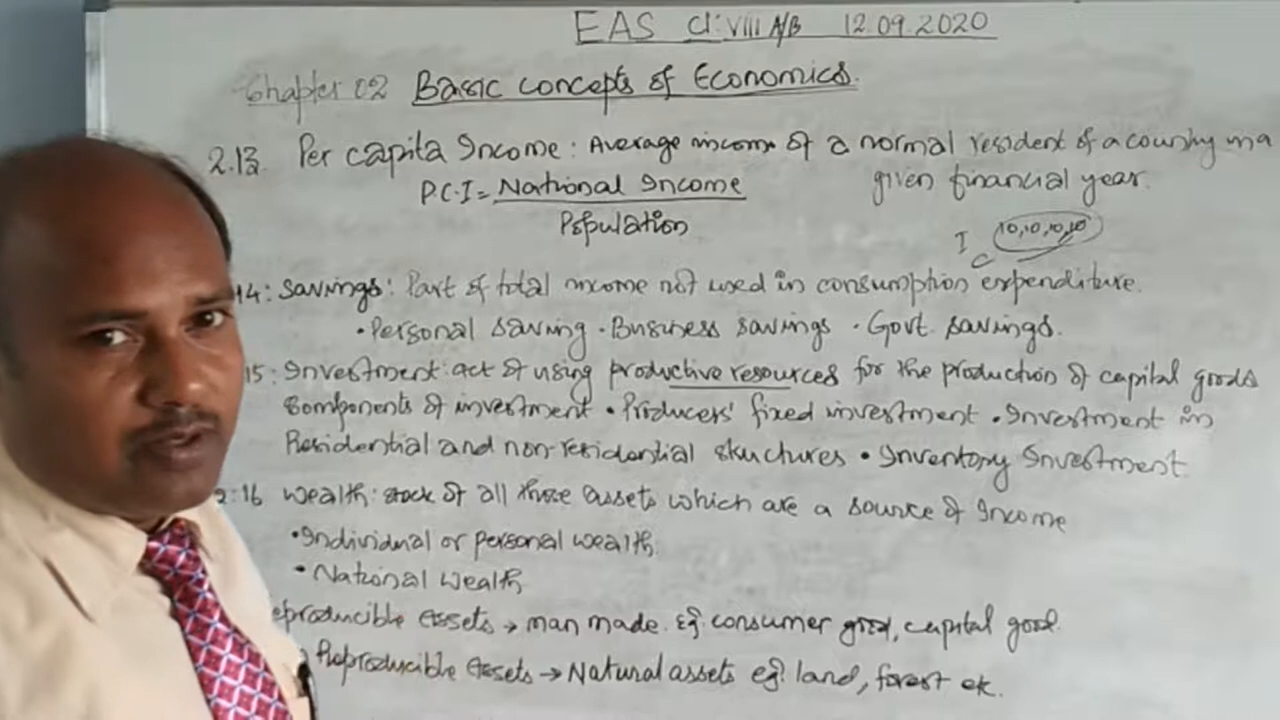 EAS Cl: VIII A/B 12.09.2020
Chapter 02 Basic concepts of Economics.
2.13. Per capita Income: Average income of a normal resident of a country in a
P.C.I = National Income given financial year.
Population
I 10,10,10,10
C
14: Savings: Part of total income not used in consumption expenditure.
• Personal saving • Business savings • Govt. savings.
15: Investment: act of using productive resources for the production of capital goods
Components of investment • Producers' fixed investment • Investment in
Residential and non-residential structures • Inventory Investment
2:16 Wealth: stock of all those assets which are a source of Income
• Individual or personal wealth.
• National Wealth
eproducible Assets → man made. Eg. consumer good, capital good.
Reproducible Assets → Natural assets eg: land, forest etc.